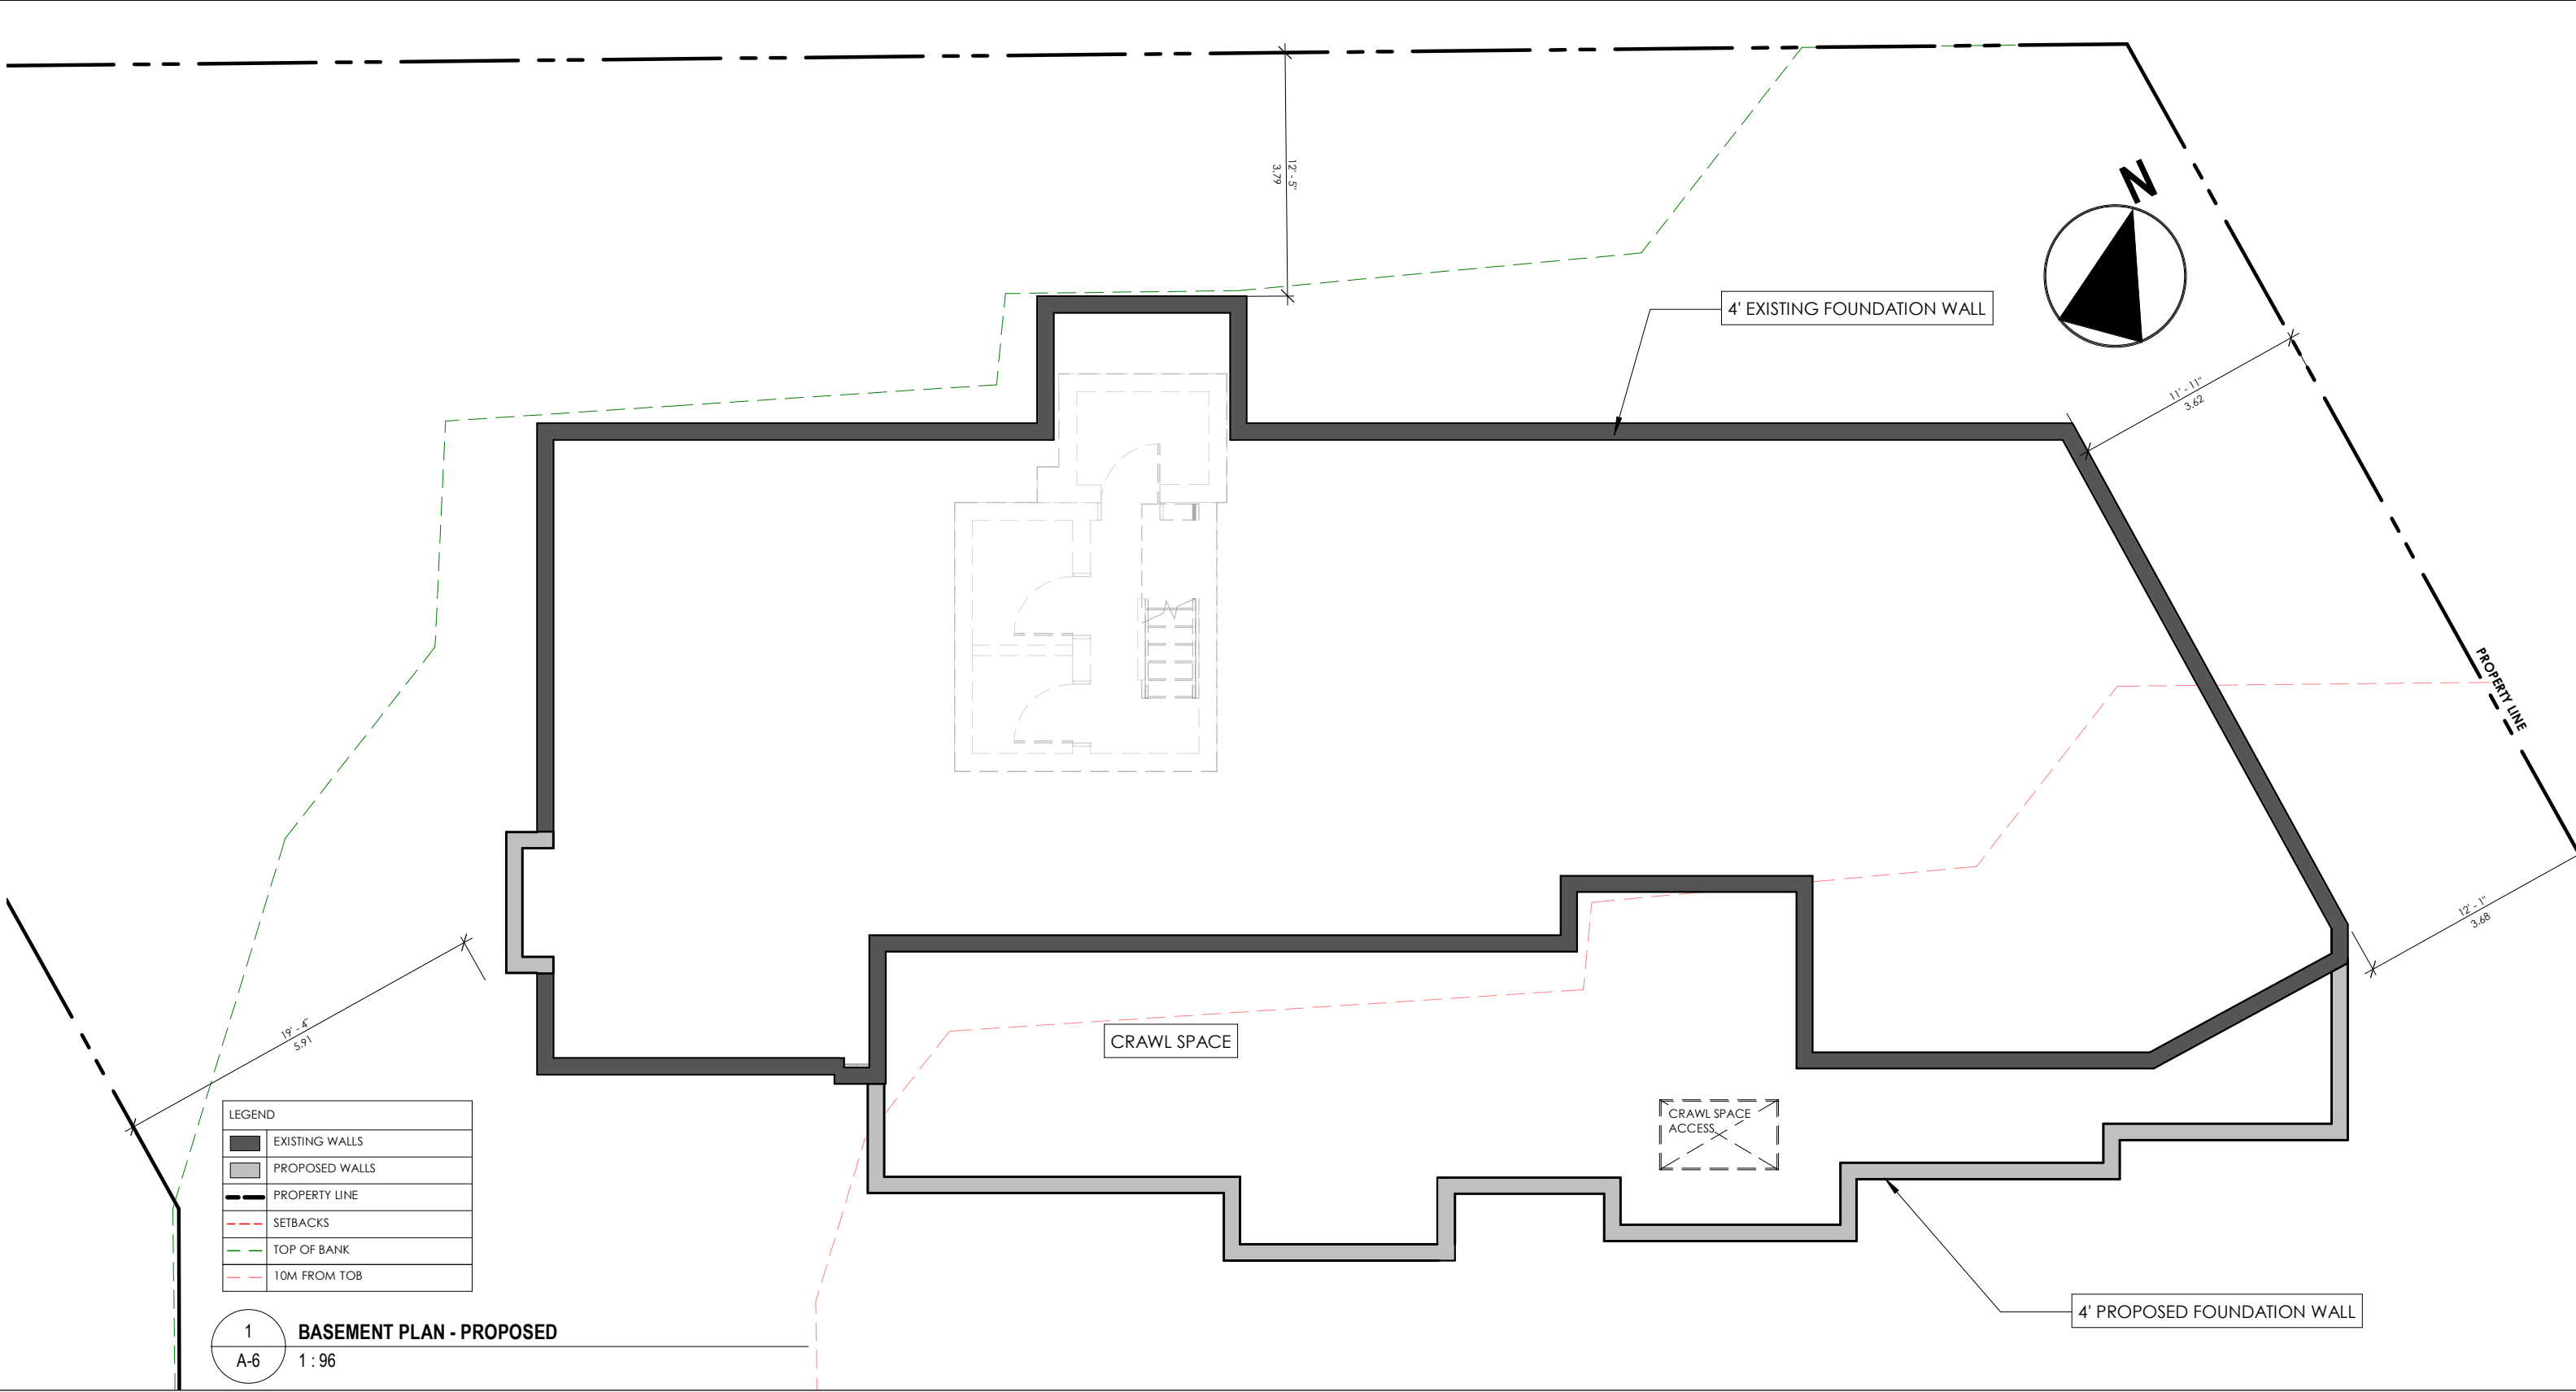 12' - 5"
3.79
N
4' EXISTING FOUNDATION WALL
11' - 11"
3.62
PROPERTY LINE
12' - 1"
3.68
19' - 4"
5.91
CRAWL SPACE
CRAWL SPACE
ACCESS
LEGEND
EXISTING WALLS
PROPOSED WALLS
PROPERTY LINE
SETBACKS
TOP OF BANK
10M FROM TOB
4' PROPOSED FOUNDATION WALL
1
BASEMENT PLAN - PROPOSED
A-6
1 : 96